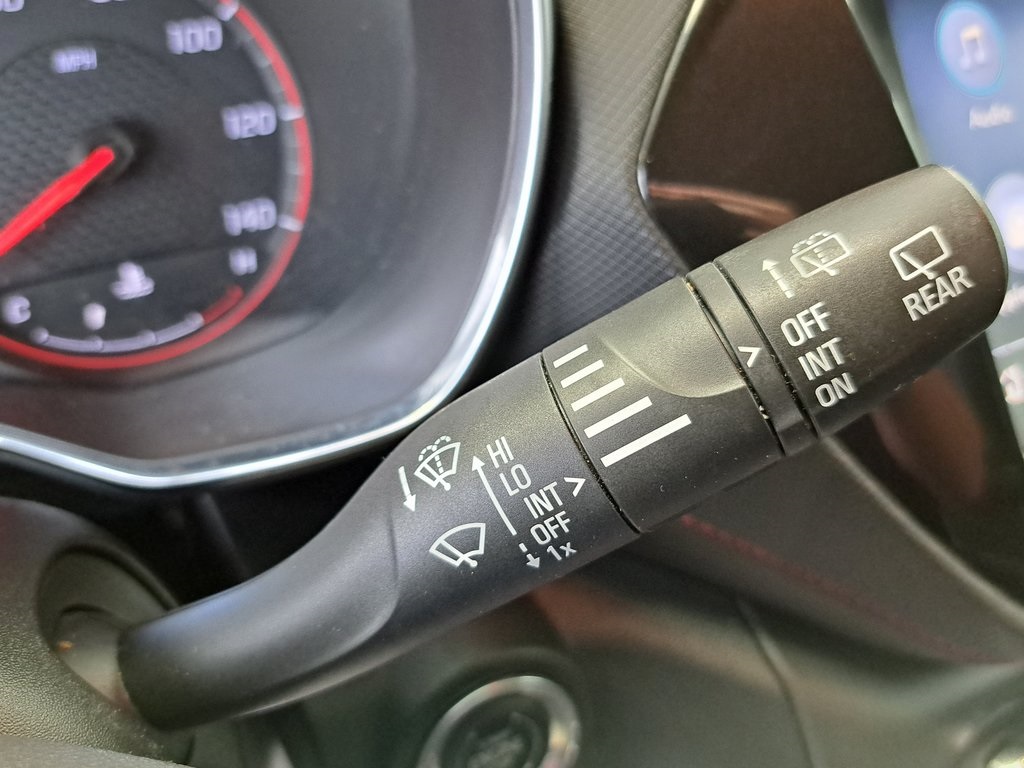 100
MPH
120
140
C
H
Audio
HI
LO
INT
OFF
1x
OFF
INT
ON
REAR